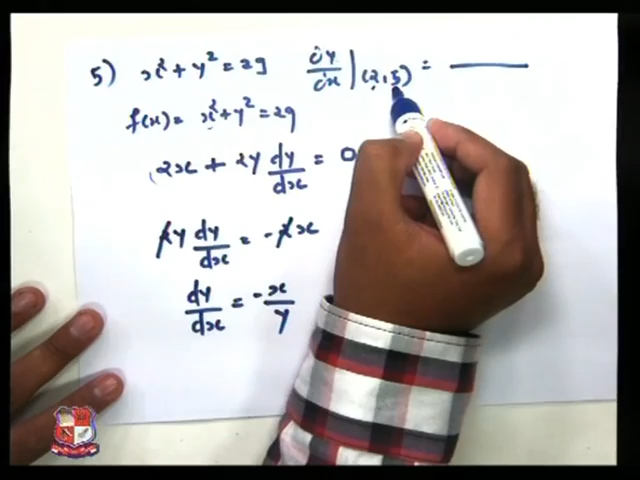 5) x² + y² = 29 dy/dx |(2,5) = ______
f(x) = x² + y² = 29
2x + 2y dy/dx = 0
2y dy/dx = -2x
dy/dx = -x/y